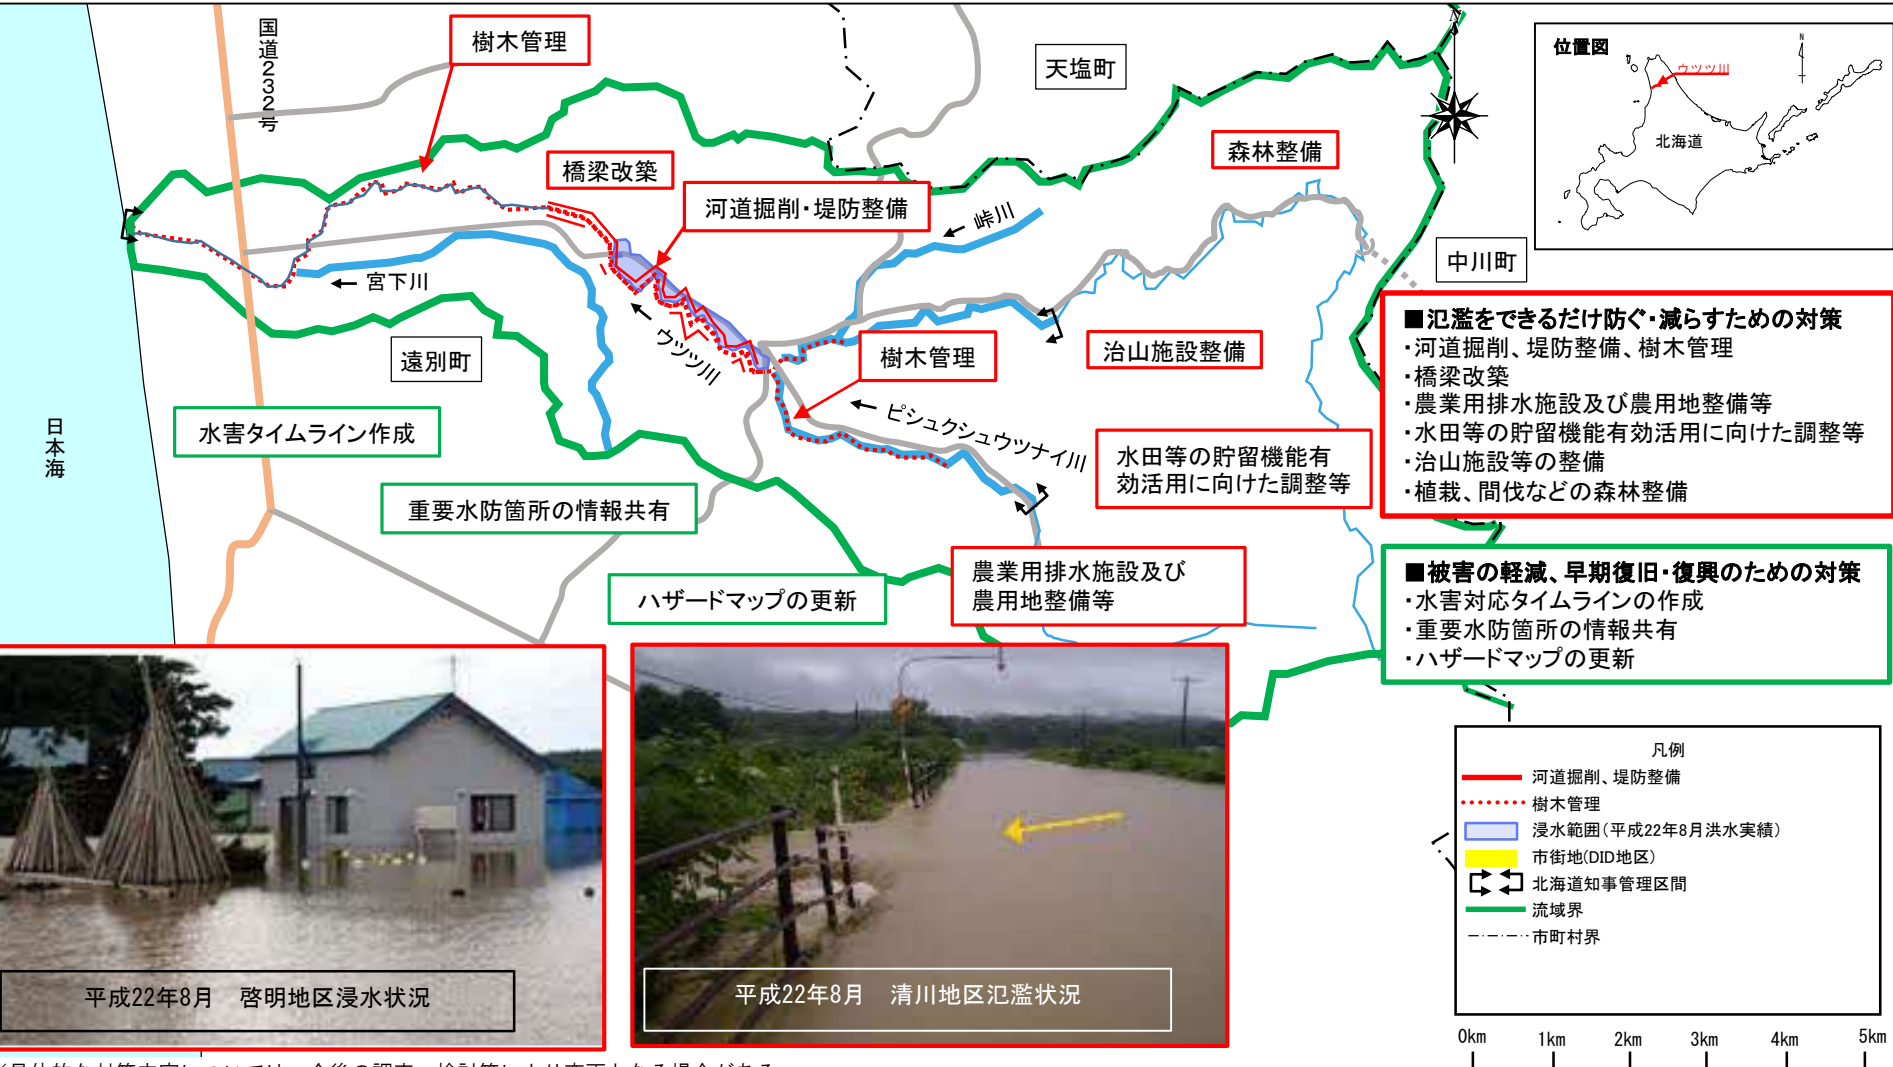 国道232号
樹木管理
天塩町
位置図
N
ウツツ川
北海道
N
橋梁改築
森林整備
河道掘削・堤防整備
峠川
中川町
宮下川
ウツツ川
遠別町
樹木管理
治山施設整備
日本海
水害タイムライン作成
ピシュクシュウツナイ川
水田等の貯留機能有
効活用に向けた調整等
重要水防箇所の情報共有
ハザードマップの更新
農業用排水施設及び
農用地整備等
■氾濫をできるだけ防ぐ・減らすための対策
・河道掘削、堤防整備、樹木管理
・橋梁改築
・農業用排水施設及び農用地整備等
・水田等の貯留機能有効活用に向けた調整等
・治山施設等の整備
・植栽、間伐などの森林整備
■被害の軽減、早期復旧・復興のための対策
・水害対応タイムラインの作成
・重要水防箇所の情報共有
・ハザードマップの更新
平成22年8月　啓明地区浸水状況
平成22年8月　清川地区氾濫状況
凡例
河道掘削、堤防整備
樹木管理
浸水範囲(平成22年8月洪水実績)
市街地(DID地区)
北海道知事管理区間
流域界
市町村界
0km 1km 2km 3km 4km 5km